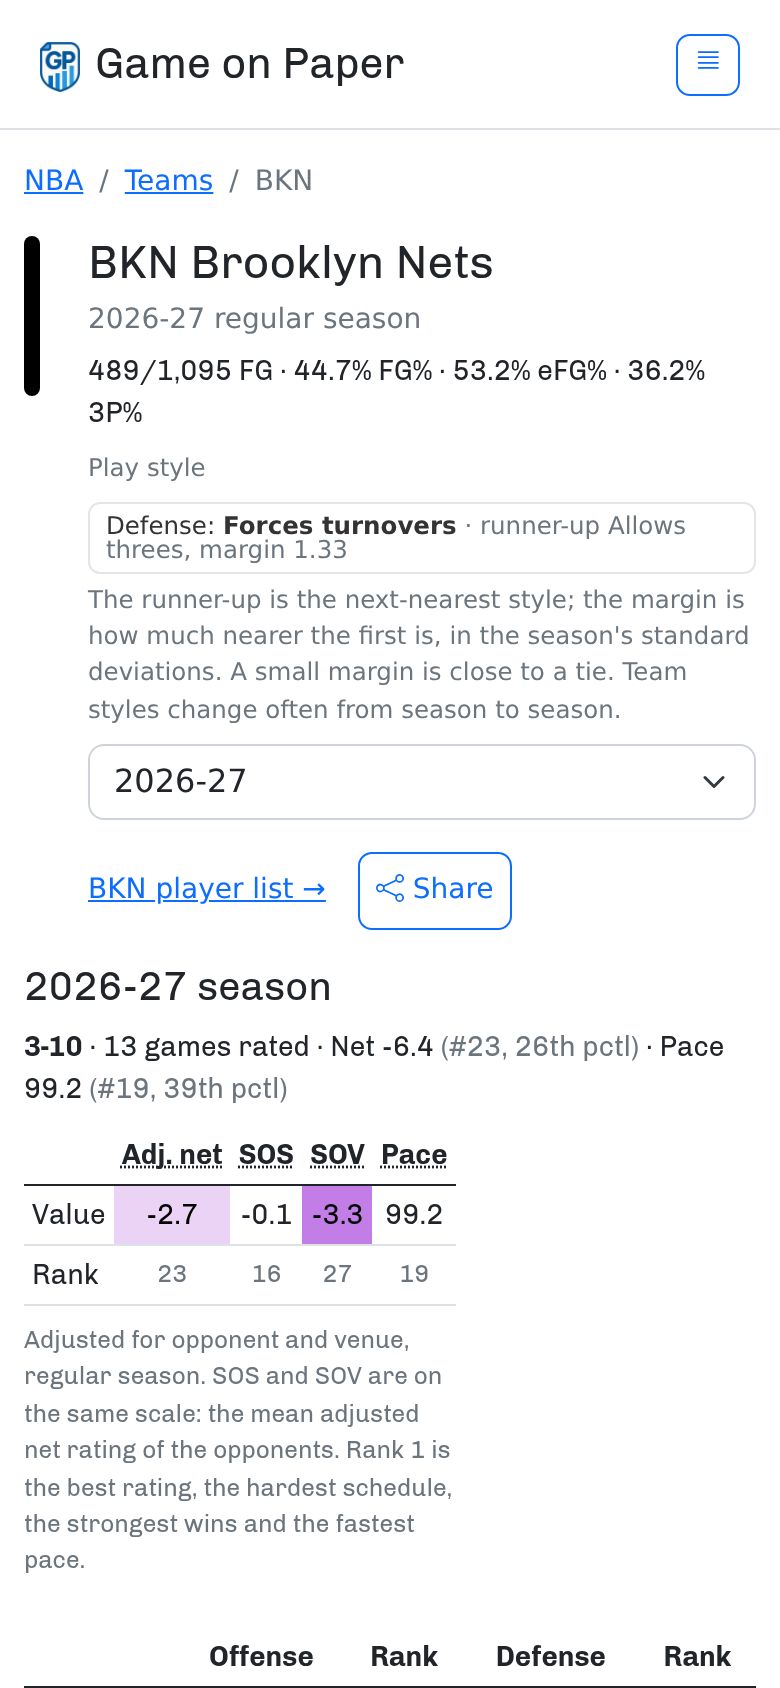 GP Game on Paper
NBA / Teams / BKN
BKN Brooklyn Nets
2026-27 regular season
489/1,095 FG · 44.7% FG% · 53.2% eFG% · 36.2%
3P%
Play style
Defense: Forces turnovers · runner-up Allows
threes, margin 1.33
The runner-up is the next-nearest style; the margin is
how much nearer the first is, in the season's standard
deviations. A small margin is close to a tie. Team
styles change often from season to season.
2026-27
BKN player list → Share
2026-27 season
3-10 · 13 games rated · Net -6.4 (#23, 26th pctl) · Pace
99.2 (#19, 39th pctl)
Adj. net SOS SOV Pace
Value -2.7 -0.1 -3.3 99.2
Rank 23 16 27 19
Adjusted for opponent and venue,
regular season. SOS and SOV are on
the same scale: the mean adjusted
net rating of the opponents. Rank 1 is
the best rating, the hardest schedule,
the strongest wins and the fastest
pace.
Offense Rank Defense Rank